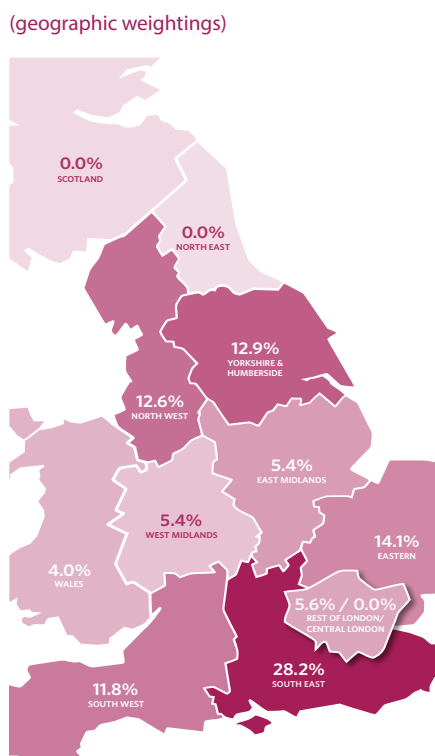 (geographic weightings)
0.0%
SCOTLAND
0.0%
NORTH EAST
12.9%
YORKSHIRE &
HUMBERSIDE
12.6%
NORTH WEST
5.4%
EAST MIDLANDS
5.4%
WEST MIDLANDS
14.1%
EASTERN
4.0%
WALES
5.6% / 0.0%
REST OF LONDON/
CENTRAL LONDON
28.2%
SOUTH EAST
11.8%
SOUTH WEST